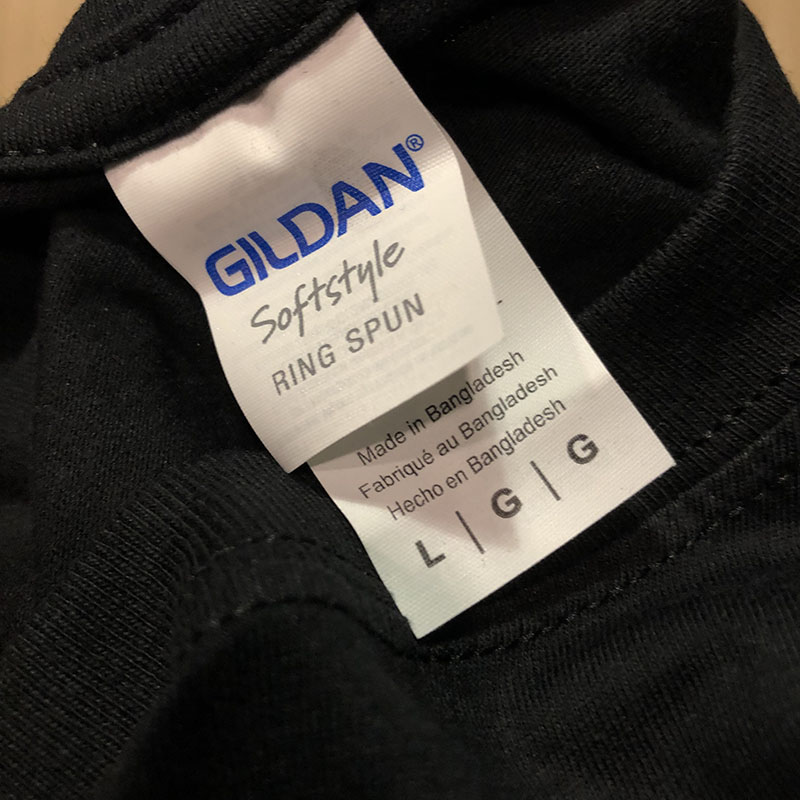 GILDAN®
Softstyle
RING SPUN
Made in Bangladesh
Fabriqué au Bangladesh
Hecho en Bangladesh
L | G | G